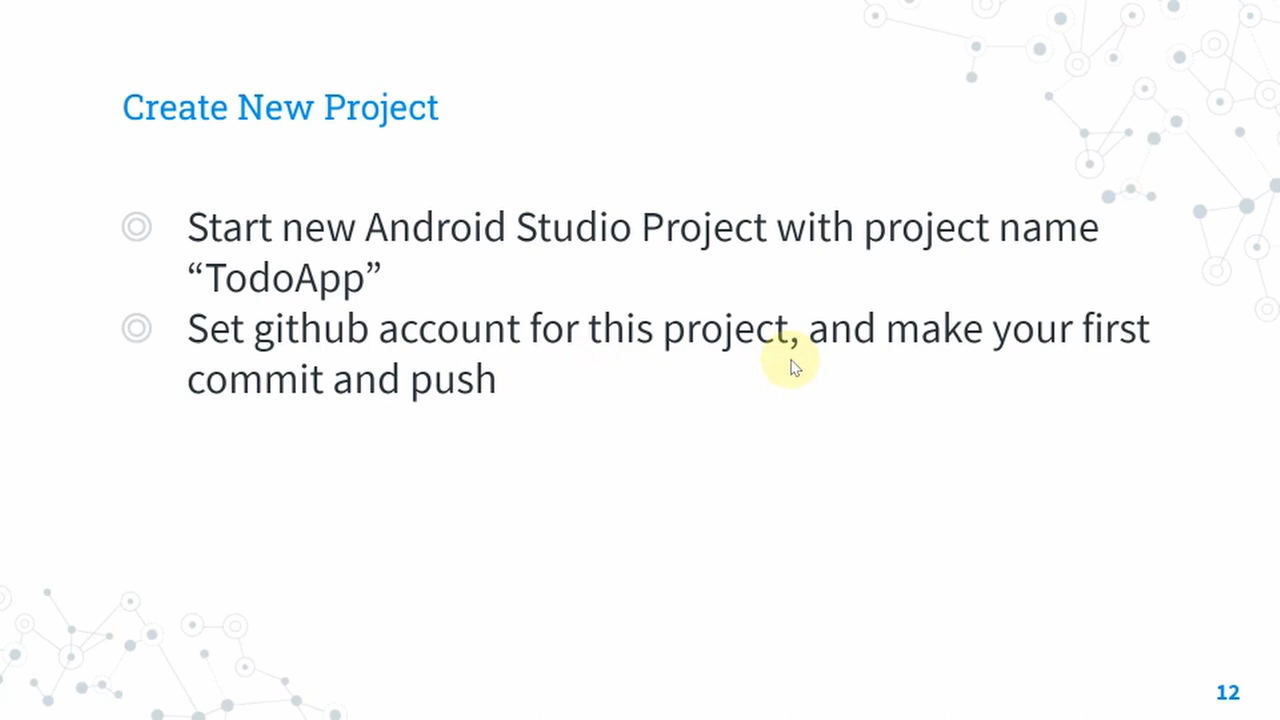 Create New Project
Start new Android Studio Project with project name
“TodoApp”
Set github account for this project, and make your first
commit and push
12